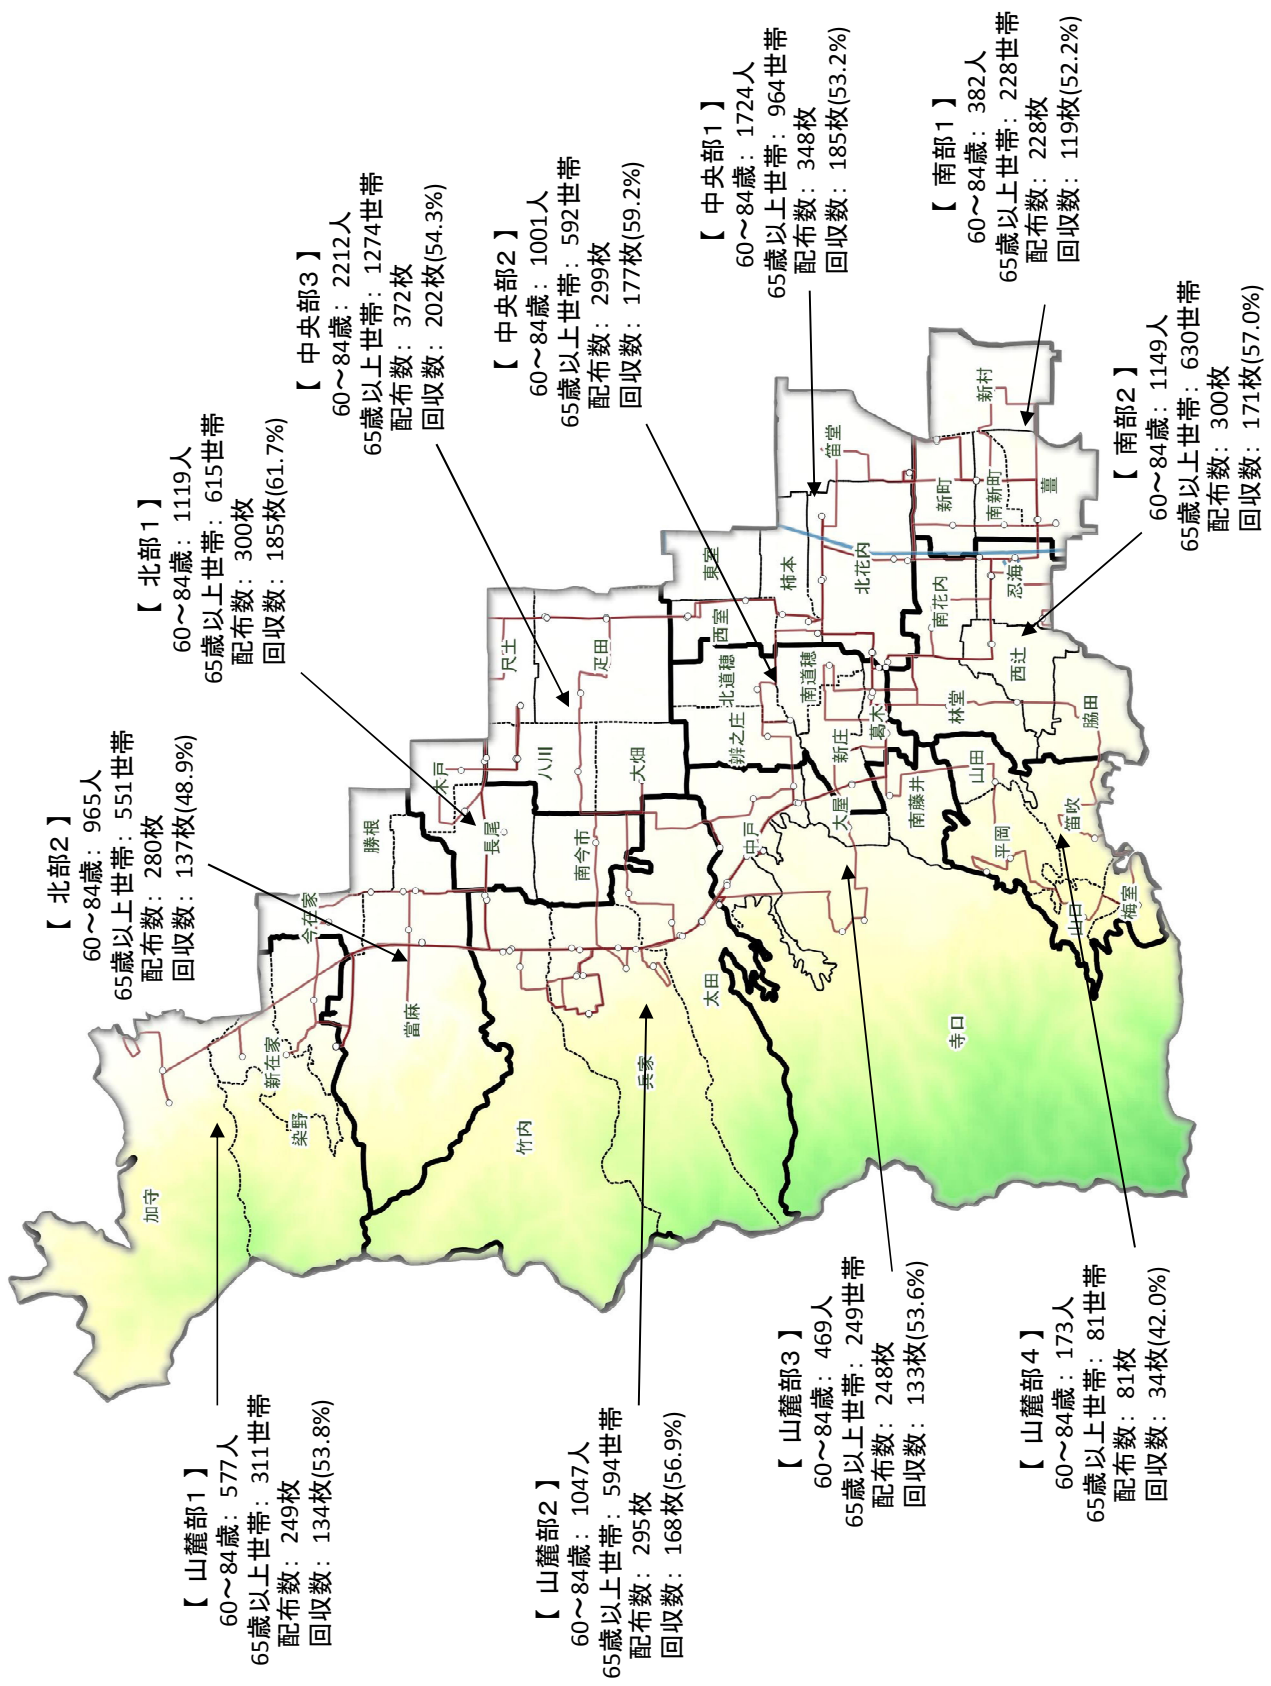 【 北部２ 】
60～84歳：965人
65歳以上世帯：551世帯
配布数：280枚
回収数：137枚(48.9%)
【 北部１ 】
60～84歳：1119人
65歳以上世帯：615世帯
配布数：300枚
回収数：185枚(61.7%)
【 中央部３ 】
60～84歳：2212人
65歳以上世帯：1274世帯
配布数：372枚
回収数：202枚(54.3%)
【 中央部２ 】
60～84歳：1001人
65歳以上世帯：592世帯
配布数：299枚
回収数：177枚(59.2%)
【 中央部１ 】
60～84歳：1724人
65歳以上世帯：964世帯
配布数：348枚
回収数：185枚(53.2%)
【 南部１ 】
60～84歳：382人
65歳以上世帯：228世帯
配布数：228枚
回収数：119枚(52.2%)
【 南部２ 】
60～84歳：1149人
65歳以上世帯：630世帯
配布数：300枚
回収数：171枚(57.0%)
【 山麓部１ 】
60～84歳：577人
65歳以上世帯：311世帯
配布数：249枚
回収数：134枚(53.8%)
【 山麓部２ 】
60～84歳：1047人
65歳以上世帯：594世帯
配布数：295枚
回収数：168枚(56.9%)
【 山麓部３ 】
60～84歳：469人
65歳以上世帯：249世帯
配布数：248枚
回収数：133枚(53.6%)
【 山麓部４ 】
60～84歳：173人
65歳以上世帯：81世帯
配布数：81枚
回収数：34枚(42.0%)
加守
新在家
染野
今在家
勝根
當麻
木戸
長尾
尺土
八川
疋田
大畑
南今市
竹内
兵家
太田
東室
西室
北道穂
辨之庄
南道穂
新庄
葛木
柿本
笛堂
北花内
中戸
大屋
南藤井
寺口
新町
南新町
新村
薑
忍海
南花内
西辻
林堂
脇田
山田
平岡
笛吹
山口
梅室